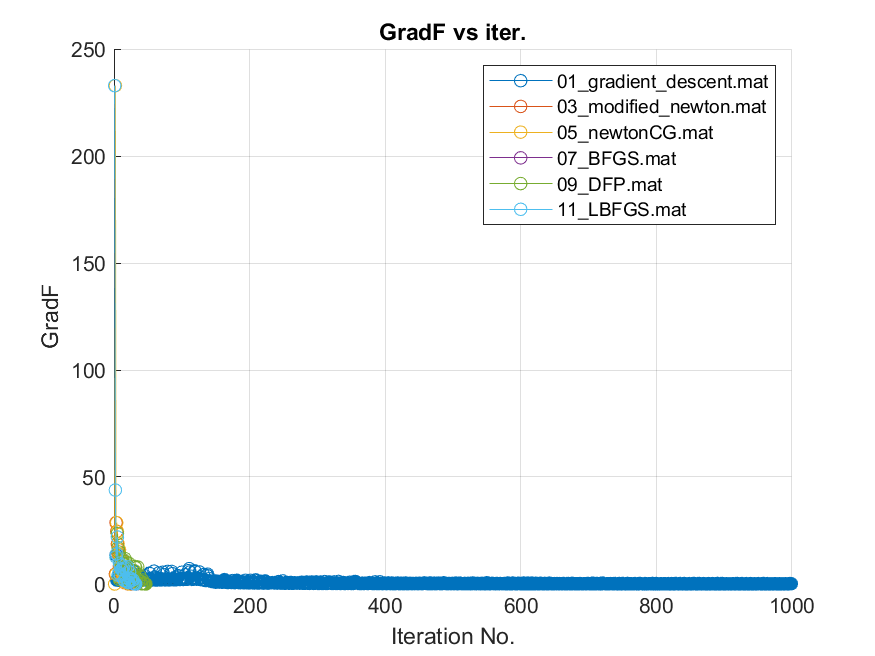 GradF vs iter.
250
200
150
100
50
0
GradF
01_gradient_descent.mat
03_modified_newton.mat
05_newtonCG.mat
07_BFGS.mat
09_DFP.mat
11_LBFGS.mat
0 200 400 600 800 1000
Iteration No.